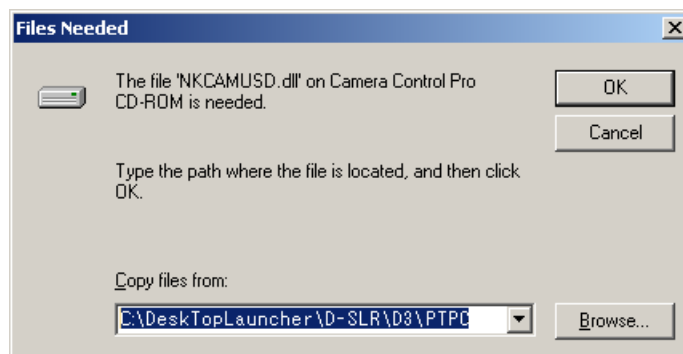 Files Needed
The file 'NKCAMUSD.dll' on Camera Control Pro
CD-ROM is needed.
OK
Cancel
Type the path where the file is located, and then click
OK.
Copy files from:
C:\DeskTopLauncher\D-SLR\D3\PTPC
Browse...